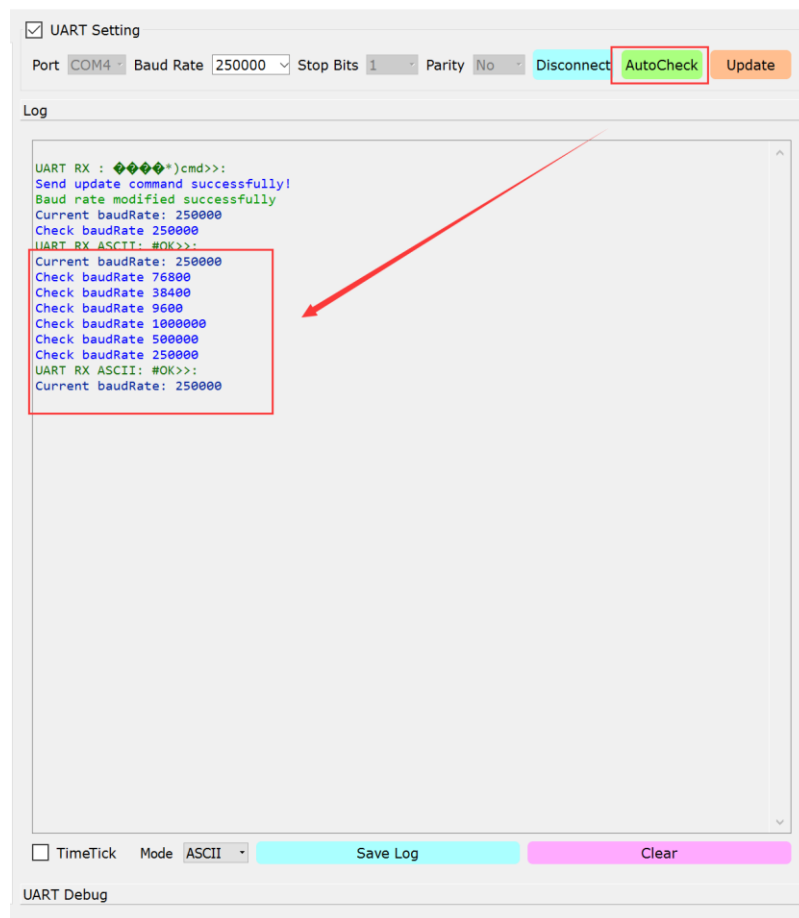 UART Setting
Port COM4 Baud Rate 250000 Stop Bits 1 Parity No Disconnect AutoCheck Update
Log
UART RX : ����*)cmd>>:
Send update command successfully!
Baud rate modified successfully
Current baudRate: 250000
Check baudRate 250000
UART RX ASCII: #OK>>:
Current baudRate: 250000
Check baudRate 76800
Check baudRate 38400
Check baudRate 9600
Check baudRate 1000000
Check baudRate 500000
Check baudRate 250000
UART RX ASCII: #OK>>:
Current baudRate: 250000
TimeTick Mode ASCII Save Log Clear
UART Debug